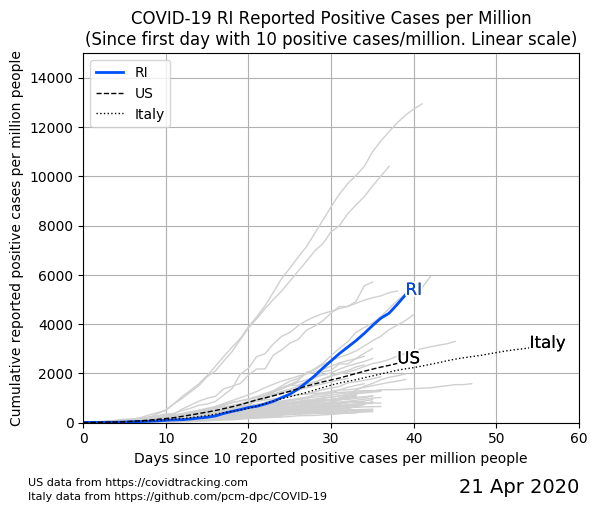 COVID-19 RI Reported Positive Cases per Million
(Since first day with 10 positive cases/million. Linear scale)
Cumulative reported positive cases per million people
14000
12000
10000
8000
6000
4000
2000
0
RI
US
Italy
RI
US
Italy
0 10 20 30 40 50 60
Days since 10 reported positive cases per million people
US data from https://covidtracking.com
Italy data from https://github.com/pcm-dpc/COVID-19
21 Apr 2020